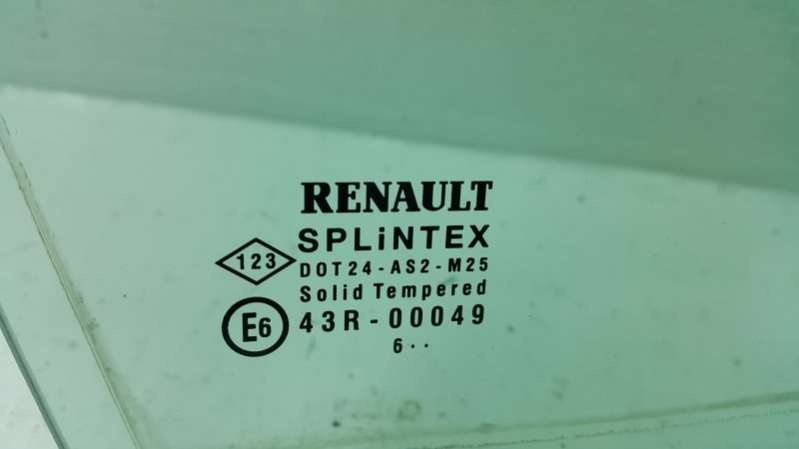 RENAULT
SPLiNTEX
123
DOT24-AS2-M25
Solid Tempered
E6 43R-00049
6··